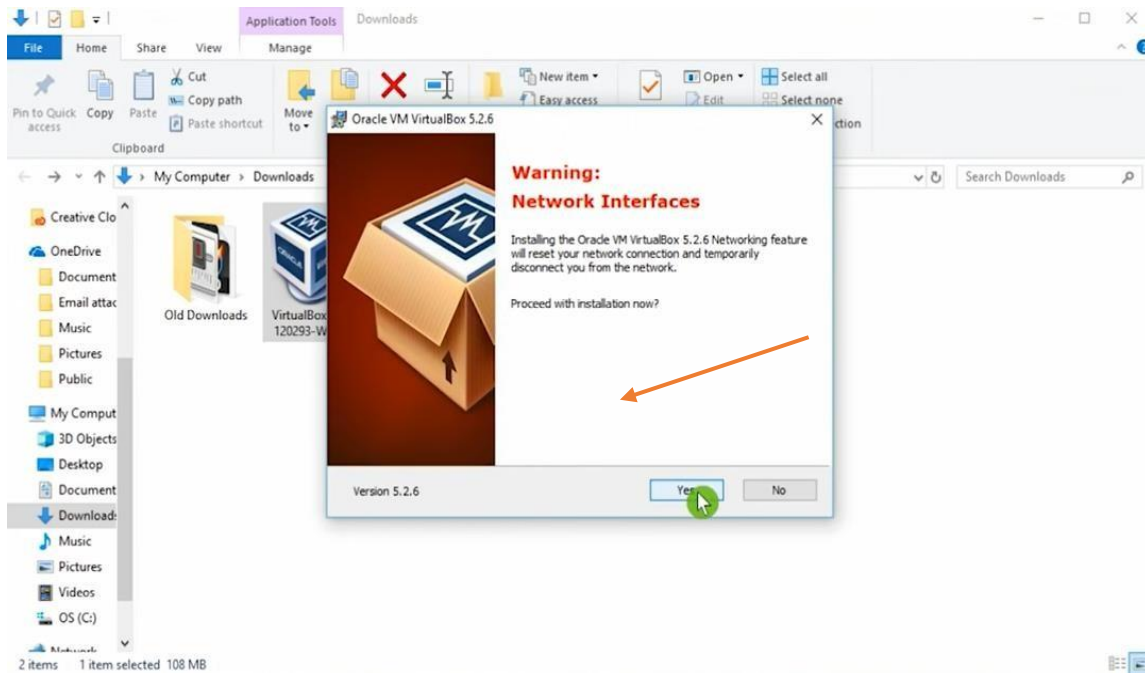 Application Tools Downloads
File Home Share View Manage
Pin to Quick access
Copy
Paste
Cut
Copy path
Paste shortcut
Clipboard
Move to
New item
Easy access
Open
Edit
Select all
Select none
ction
My Computer > Downloads
Search Downloads
Creative Clo
OneDrive
Document
Email attac
Music
Pictures
Public
My Comput
3D Objects
Desktop
Document
Download
Music
Pictures
Videos
OS (C:)
Network
Old Downloads
VirtualBox
120293-W
ORACLE
Oracle VM VirtualBox 5.2.6
Warning:
Network Interfaces
Installing the Oracle VM VirtualBox 5.2.6 Networking feature
will reset your network connection and temporarily
disconnect you from the network.
Proceed with installation now?
Version 5.2.6
Yes
No
2 items 1 item selected 108 MB